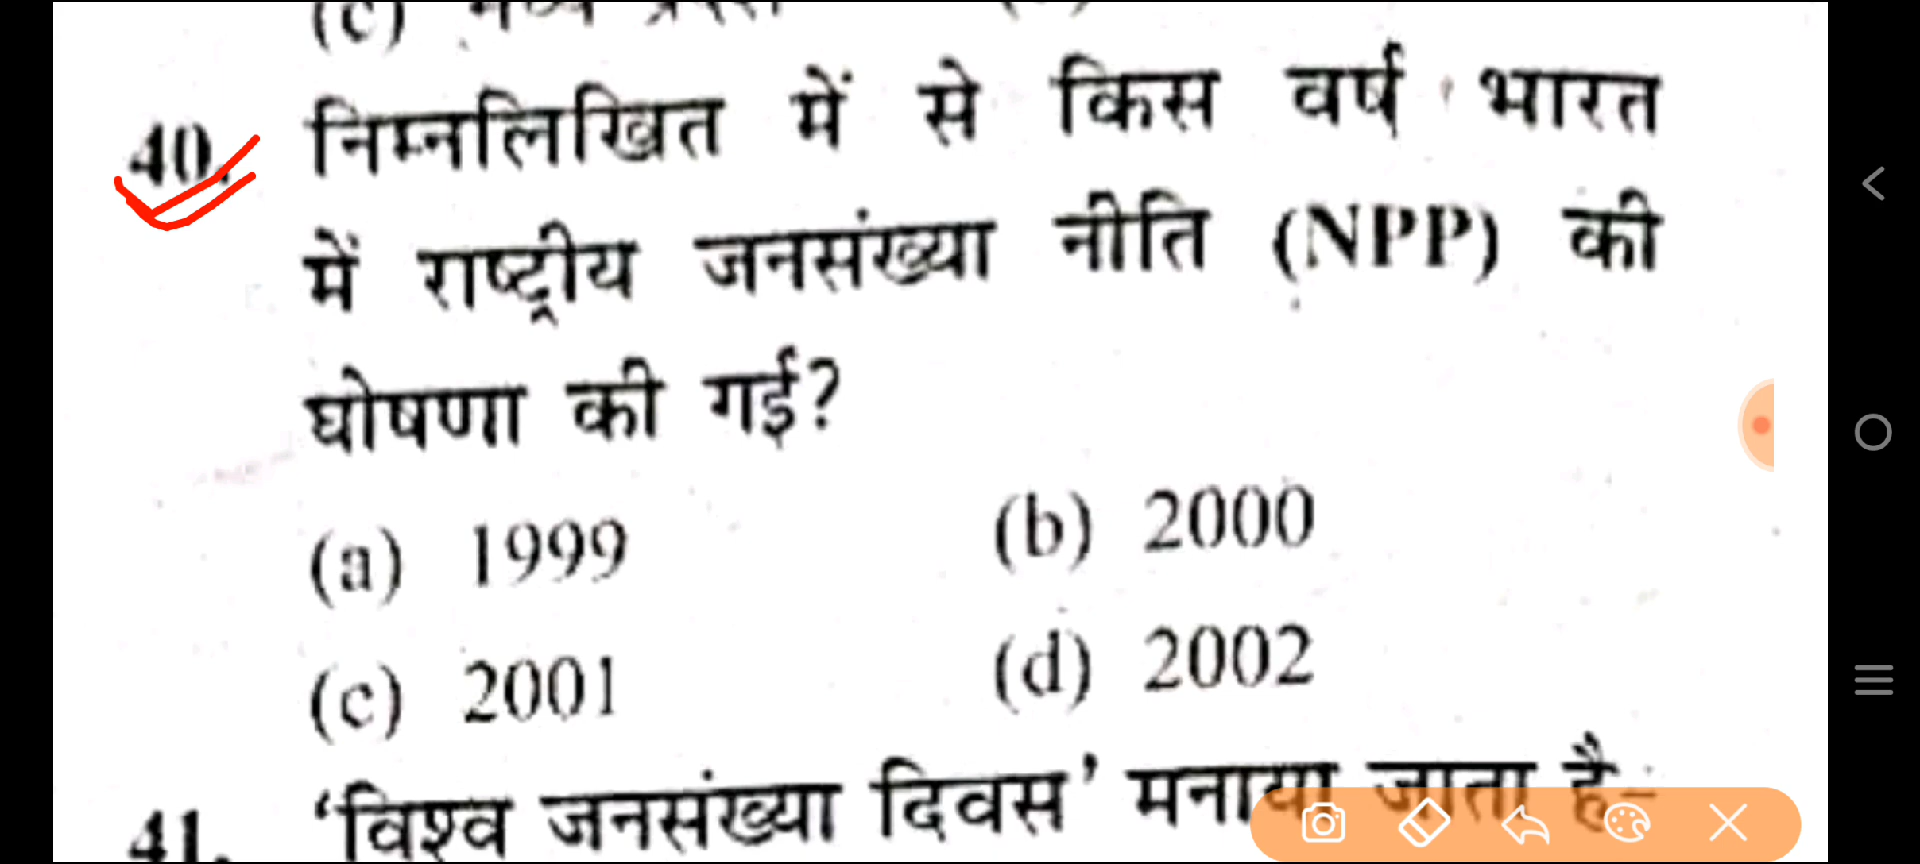 (c)
40. निम्नलिखित में से किस वर्ष भारत
में राष्ट्रीय जनसंख्या नीति (NPP) की
घोषणा की गई?
(a) 1999 (b) 2000
(c) 2001 (d) 2002
41. ‘विश्व जनसंख्या दिवस’ मनाया जाता है-